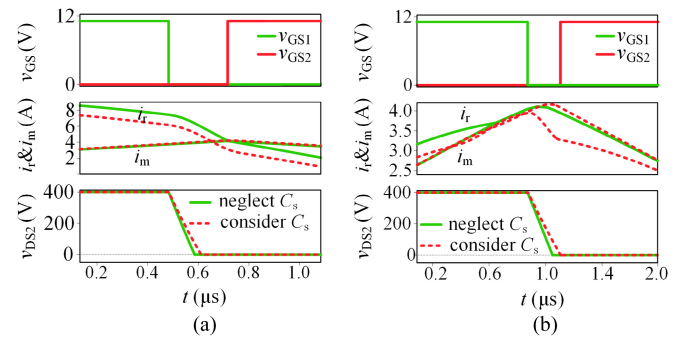 12
0
v_GS (V)
v_GS1
v_GS2
8
6
4
2
i_r&i_m (A)
i_r
i_m
400
200
0
v_DS2 (V)
neglect C_s
consider C_s
0.2 0.4 0.6 0.8 1.0
t (μs)
(a)
12
0
v_GS (V)
v_GS1
v_GS2
4.0
3.5
3.0
2.5
i_r&i_m (A)
i_r
i_m
400
200
0
v_DS2 (V)
neglect C_s
consider C_s
0.2 0.6 1.0 1.4 2.0
t (μs)
(b)